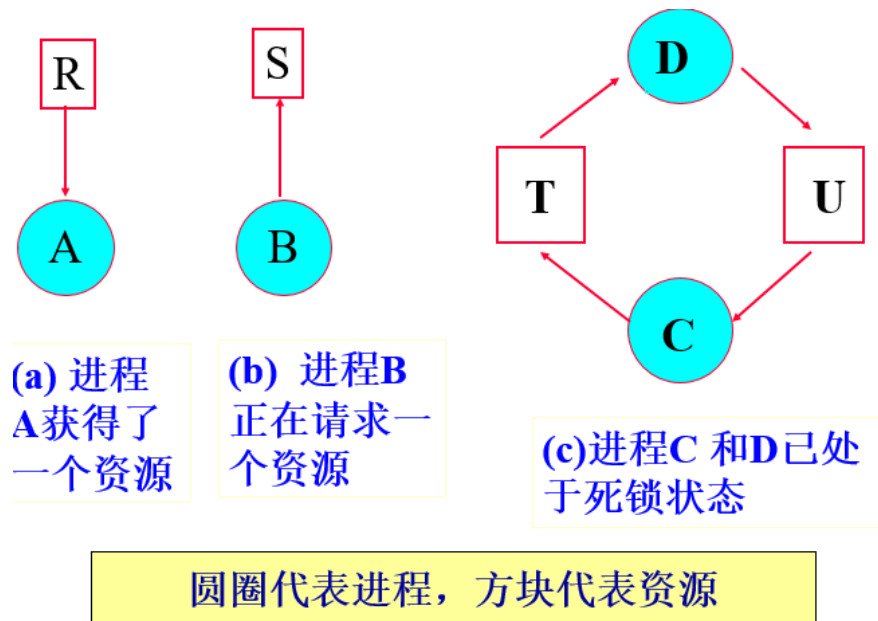 R
S
D
T
U
A
B
C
(a) 进程
A获得了
一个资源
(b) 进程B
正在请求一
个资源
(c)进程C 和D已处
于死锁状态
圆圈代表进程，方块代表资源